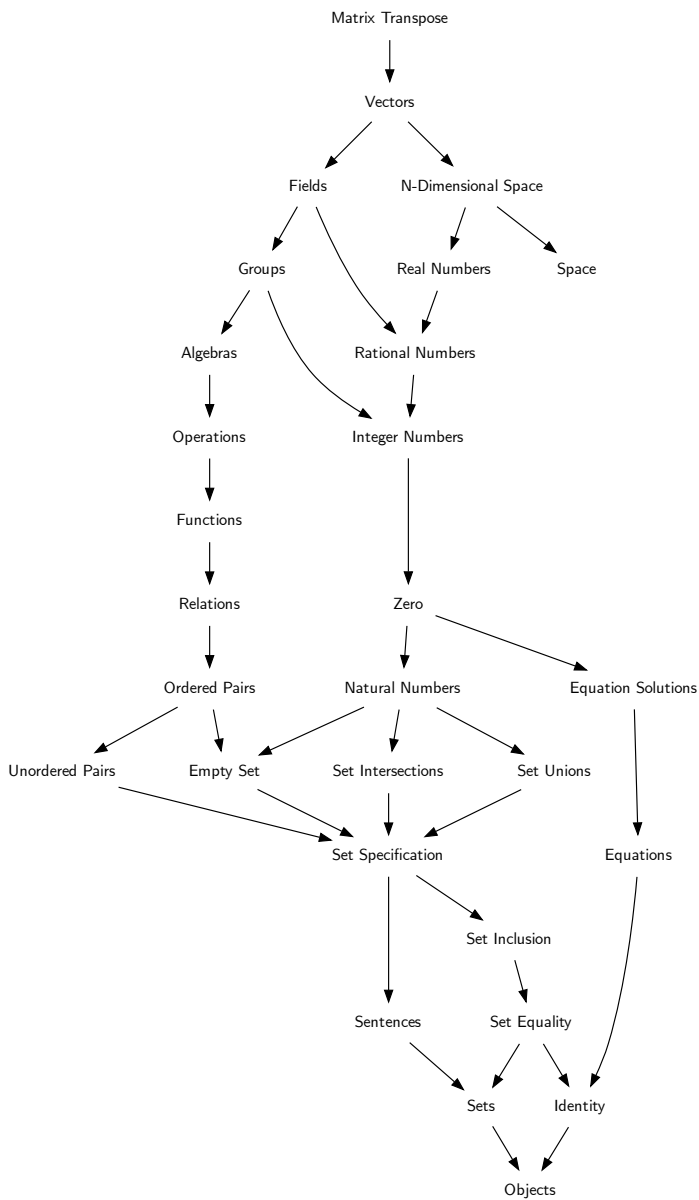 Matrix Transpose
Vectors
Fields
N-Dimensional Space
Groups
Real Numbers
Space
Algebras
Rational Numbers
Operations
Integer Numbers
Functions
Relations
Zero
Ordered Pairs
Natural Numbers
Equation Solutions
Unordered Pairs
Empty Set
Set Intersections
Set Unions
Set Specification
Equations
Set Inclusion
Sentences
Set Equality
Sets
Identity
Objects